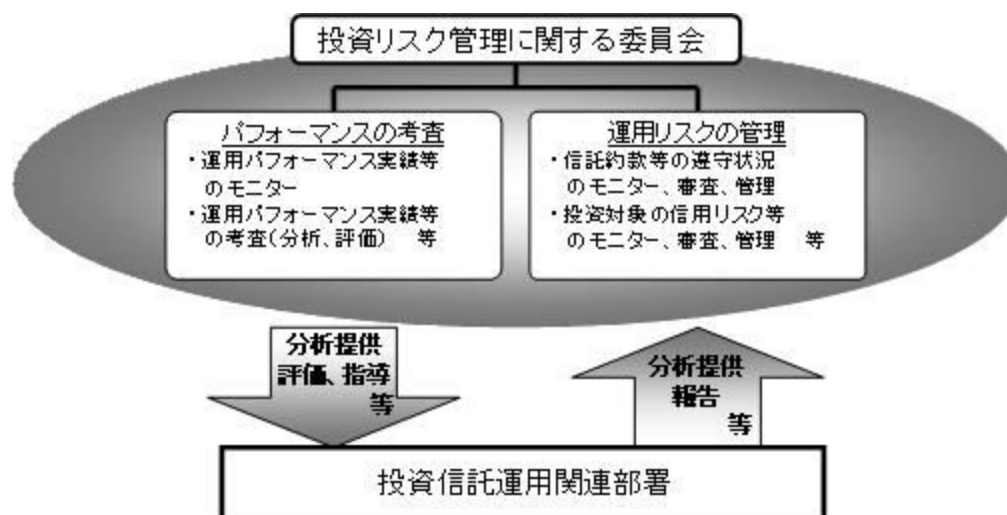 投資リスク管理に関する委員会
パフォーマンスの考査
・運用パフォーマンス実績等
のモニター
・運用パフォーマンス実績等
の考査(分析、評価) 等
運用リスクの管理
・信託約款等の遵守状況
のモニター、審査、管理
・投資対象の信用リスク等
のモニター、審査、管理 等
分析提供
評価、指導
等
分析提供
報告
等
投資信託運用関連部署